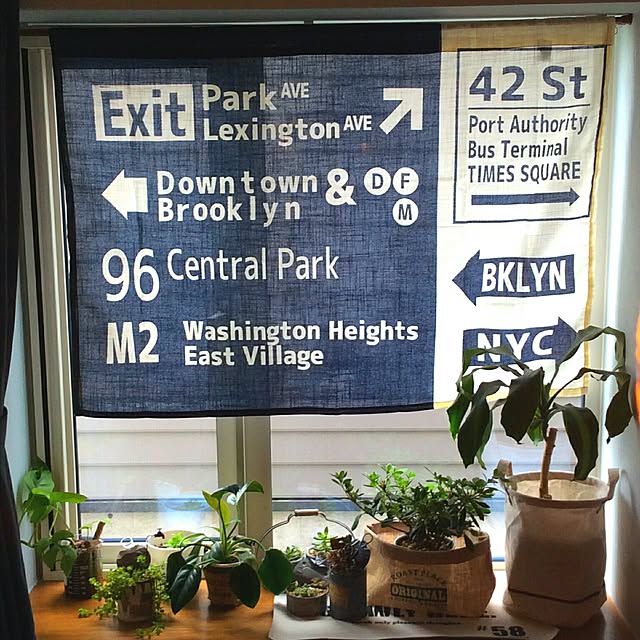 Exit Park AVE
Lexington AVE
Downtown & D F
Brooklyn M
96 Central Park
M2 Washington Heights
East Village
42 St
Port Authority
Bus Terminal
TIMES SQUARE
BKLYN
NYC
ORIGINAL
#58